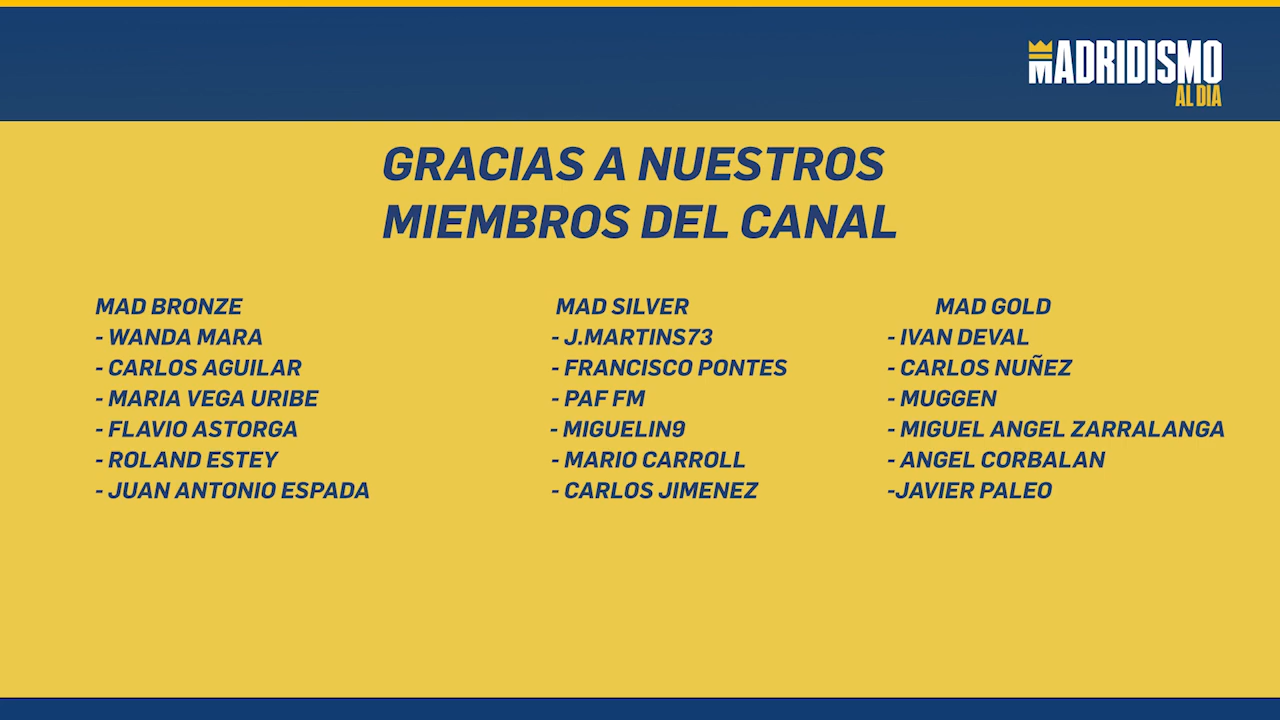 MADRIDISMO
AL DIA
GRACIAS A NUESTROS
MIEMBROS DEL CANAL
MAD BRONZE
- WANDA MARA
- CARLOS AGUILAR
- MARIA VEGA URIBE
- FLAVIO ASTORGA
- ROLAND ESTEY
- JUAN ANTONIO ESPADA
MAD SILVER
- J.MARTINS73
- FRANCISCO PONTES
- PAF FM
- MIGUELIN9
- MARIO CARROLL
- CARLOS JIMENEZ
MAD GOLD
- IVAN DEVAL
- CARLOS NUÑEZ
- MUGGEN
- MIGUEL ANGEL ZARRALANGA
- ANGEL CORBALAN
-JAVIER PALEO